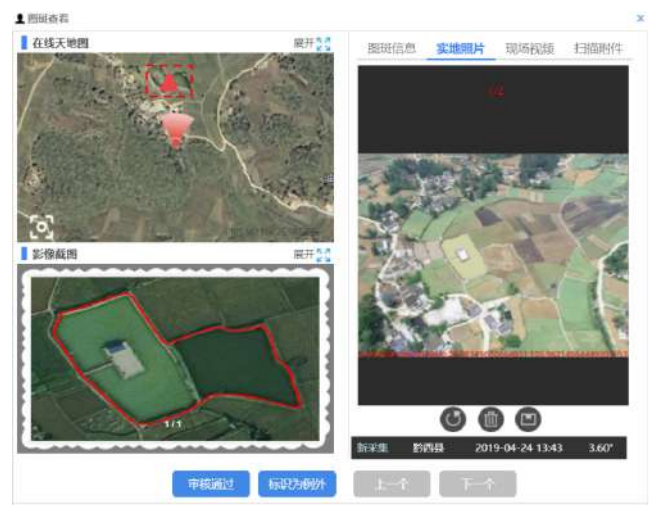 图斑查看
x
在线天地图
展开
影像截图
展开
1/1
图斑信息
实地照片
现场视频
扫描附件
1/2
新采集
黔西县
2019-04-24 13:43
3.60°
审核通过
标识为例外
上一个
下一个